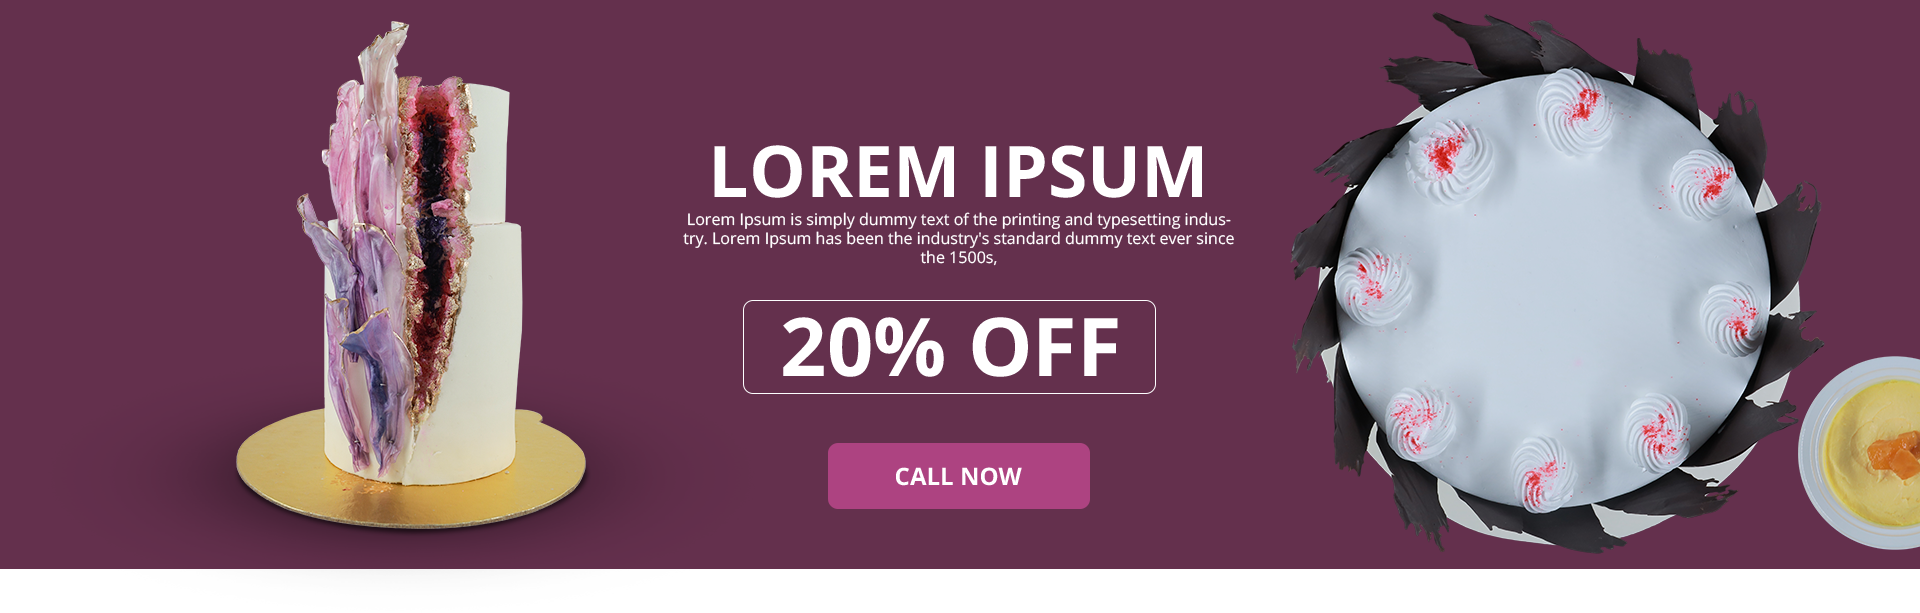 LOREM IPSUM
Lorem Ipsum is simply dummy text of the printing and typesetting indus-
try. Lorem Ipsum has been the industry's standard dummy text ever since
the 1500s,
20% OFF
CALL NOW